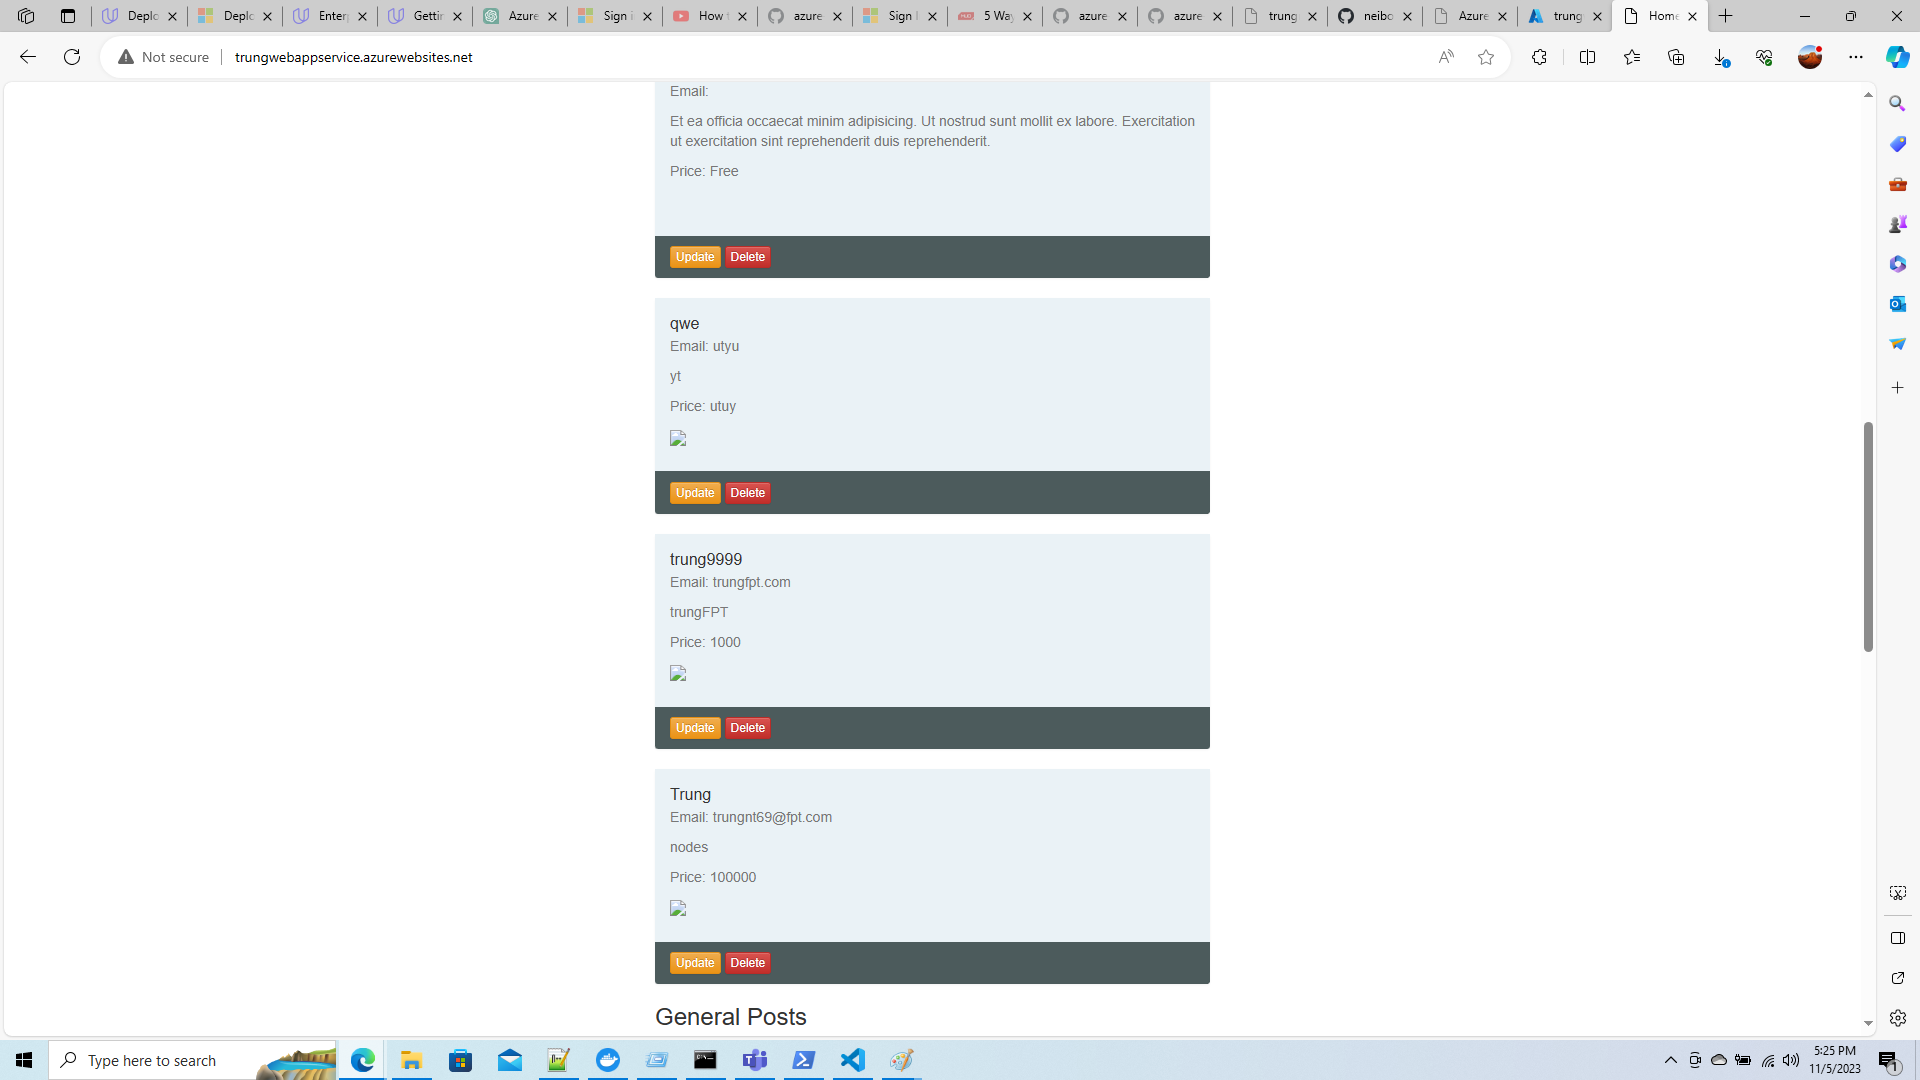 Deplo
Deplo
Enter
Gettin
Azure
Sign i
How t
azure
Sign I
5 Way
azure
azure
trung
neibo
Azure
trung
Home
Not secure
trungwebappservice.azurewebsites.net
Email:
Et ea officia occaecat minim adipisicing. Ut nostrud sunt mollit ex labore. Exercitation
ut exercitation sint reprehenderit duis reprehenderit.
Price: Free
Update Delete
qwe
Email: utyu
yt
Price: utuy
Update Delete
trung9999
Email: trungfpt.com
trungFPT
Price: 1000
Update Delete
Trung
Email: trungnt69@fpt.com
nodes
Price: 100000
Update Delete
General Posts
Type here to search
5:25 PM
11/5/2023
1